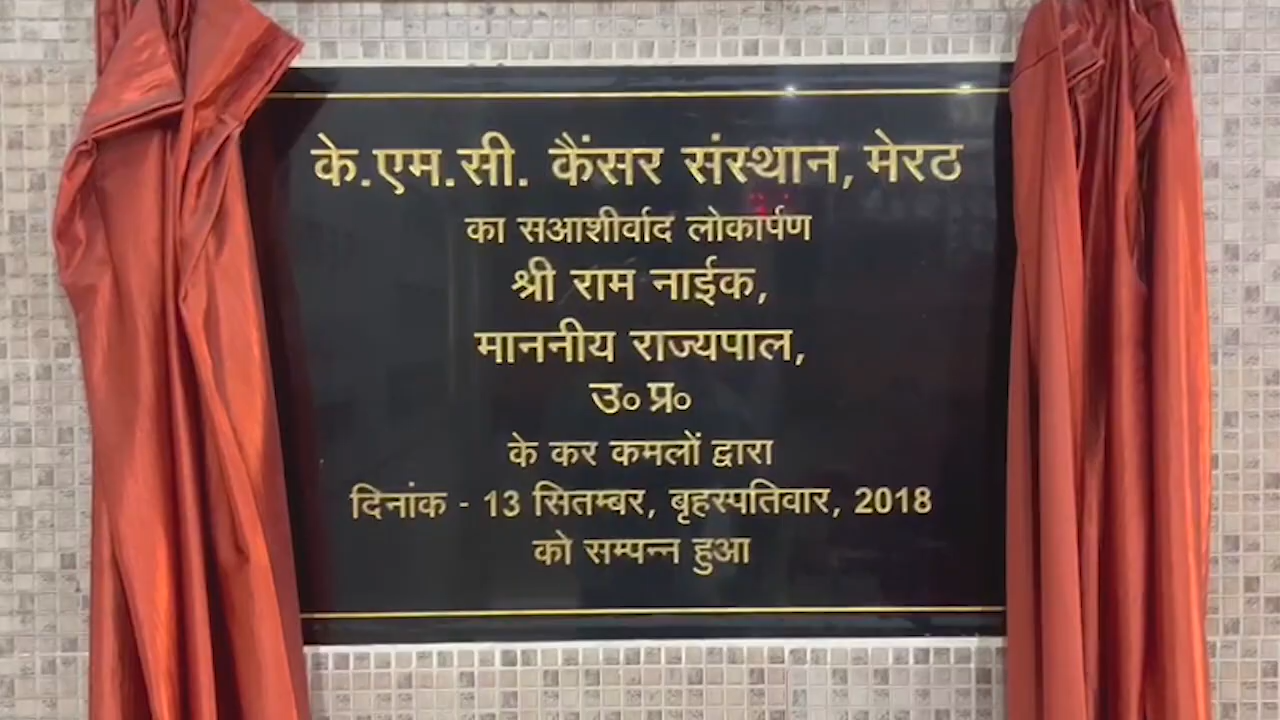 के.एम.सी. कैंसर संस्थान, मेरठ
का सआशीर्वाद लोकार्पण
श्री राम नाईक,
माननीय राज्यपाल,
उ० प्र०
के कर कमलों द्वारा
दिनांक - 13 सितम्बर, बृहस्पतिवार, 2018
को सम्पन्न हुआ